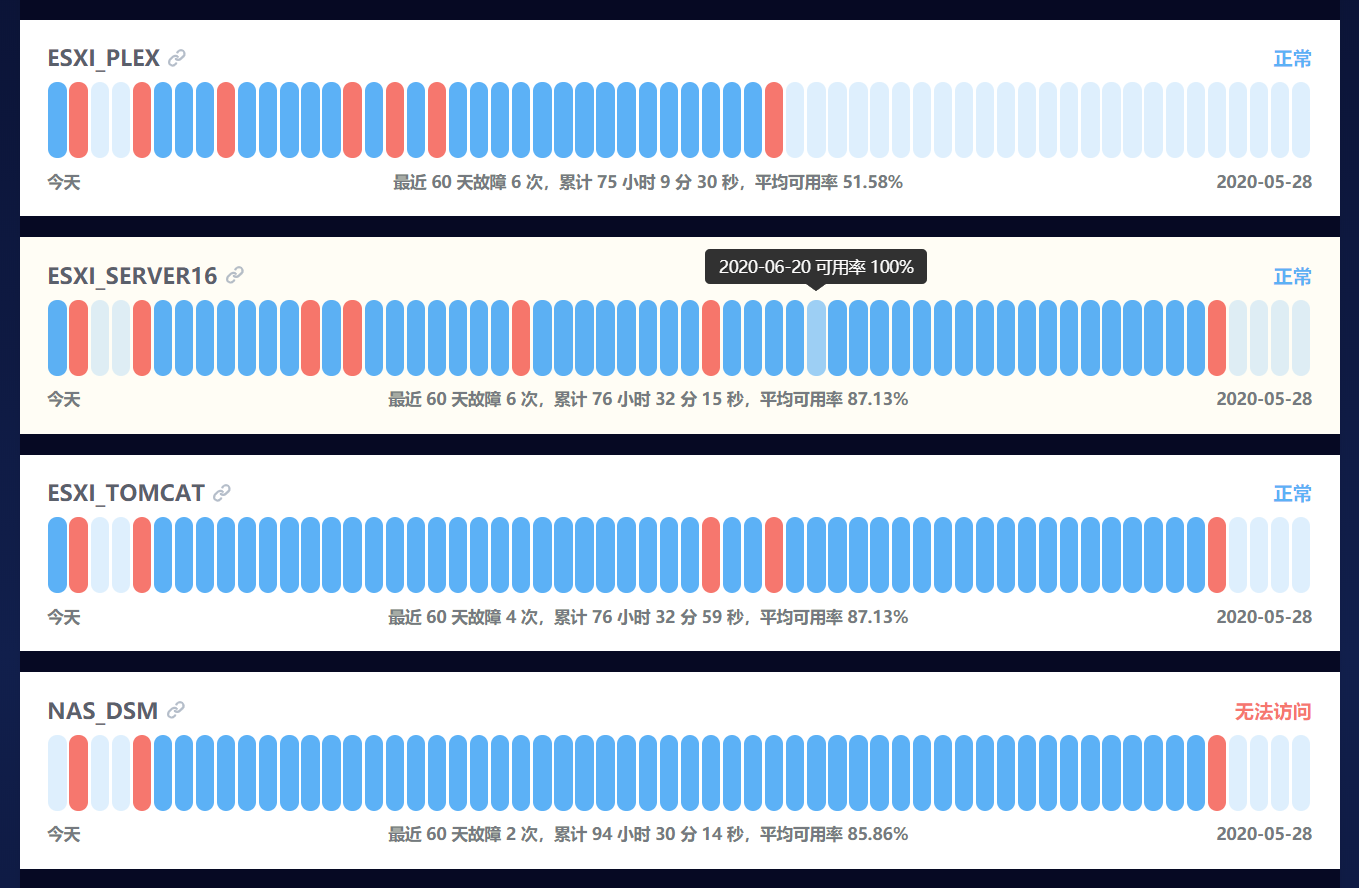 ESXI_PLEX 正常
今天 最近 60 天故障 6 次，累计 75 小时 9 分 30 秒，平均可用率 51.58% 2020-05-28
2020-06-20 可用率 100%
ESXI_SERVER16 正常
今天 最近 60 天故障 6 次，累计 76 小时 32 分 15 秒，平均可用率 87.13% 2020-05-28
ESXI_TOMCAT 正常
今天 最近 60 天故障 4 次，累计 76 小时 32 分 59 秒，平均可用率 87.13% 2020-05-28
NAS_DSM 无法访问
今天 最近 60 天故障 2 次，累计 94 小时 30 分 14 秒，平均可用率 85.86% 2020-05-28